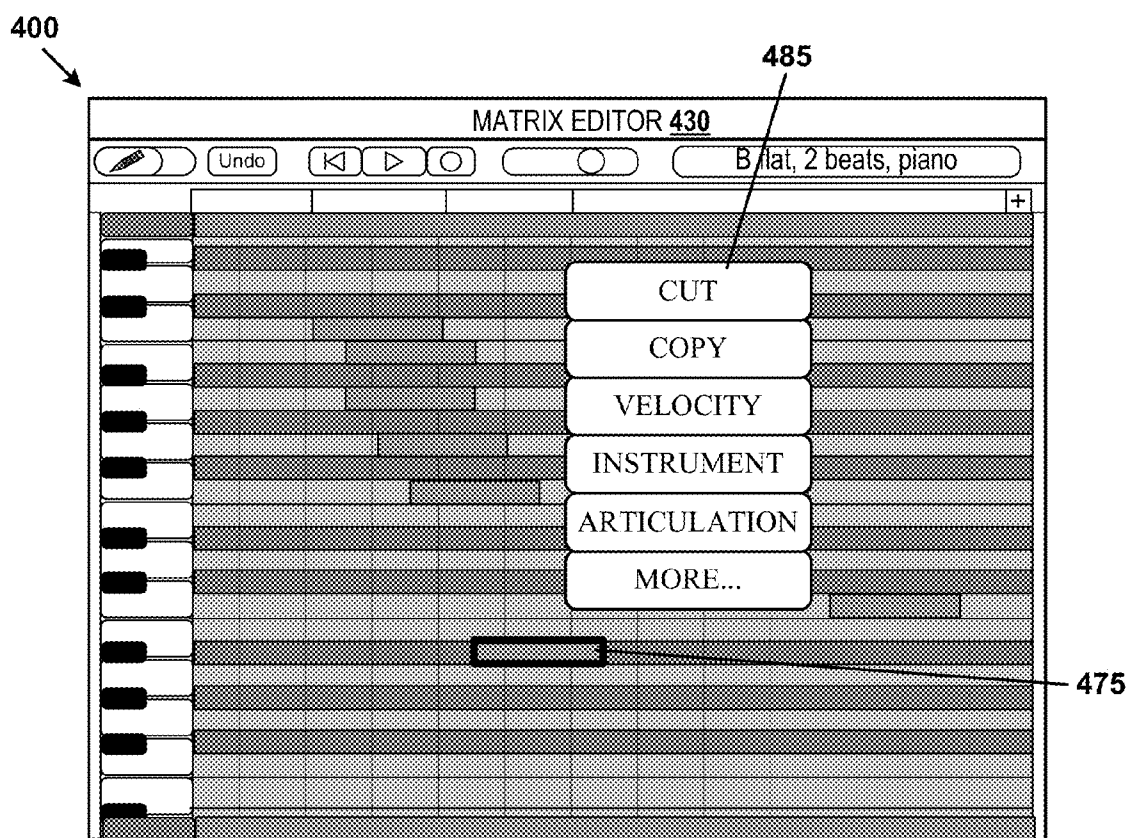 400
485
MATRIX EDITOR 430
Undo
B flat, 2 beats, piano
+
CUT
COPY
VELOCITY
INSTRUMENT
ARTICULATION
MORE...
475